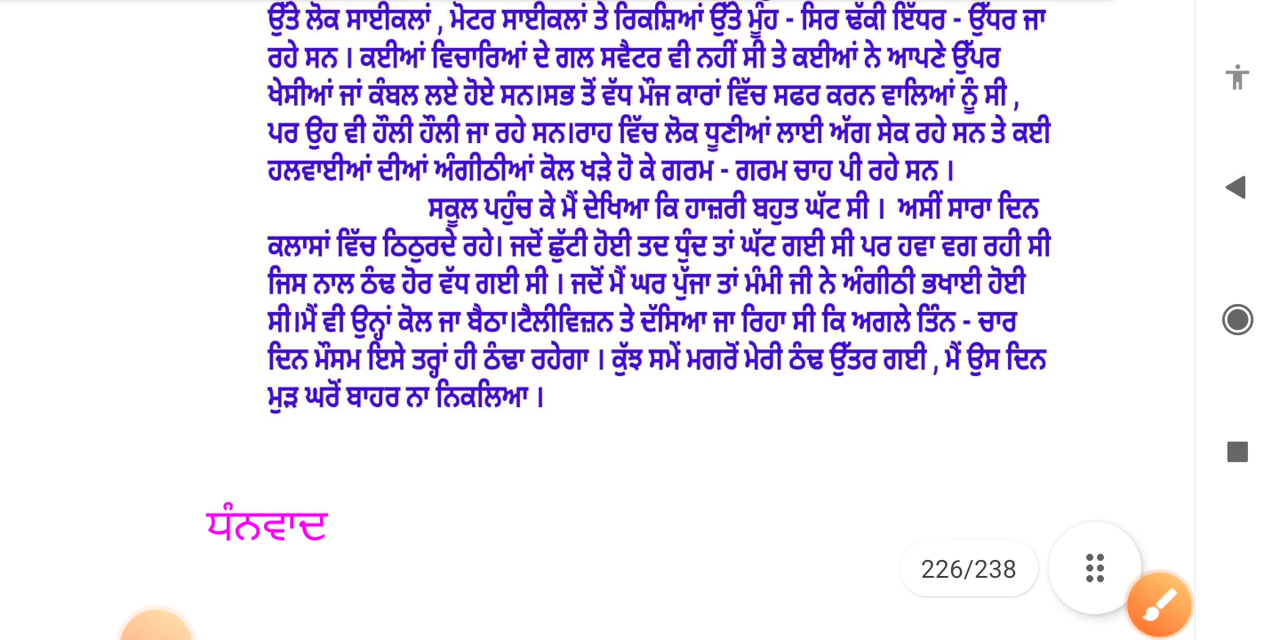 ਉੱਤੇ ਲੋਕ ਸਾਈਕਲਾਂ , ਮੋਟਰ ਸਾਈਕਲਾਂ ਤੇ ਰਿਕਸ਼ਿਆਂ ਉੱਤੇ ਮੂੰਹ - ਸਿਰ ਢੱਕੀ ਇੱਧਰ - ਉੱਧਰ ਜਾ
ਰਹੇ ਸਨ । ਕਈਆਂ ਵਿਚਾਰਿਆਂ ਦੇ ਗਲ ਸਵੈਟਰ ਵੀ ਨਹੀਂ ਸੀ ਤੇ ਕਈਆਂ ਨੇ ਆਪਣੇ ਉੱਪਰ
ਖੇਸੀਆਂ ਜਾਂ ਕੰਬਲ ਲਏ ਹੋਏ ਸਨ।ਸਭ ਤੋਂ ਵੱਧ ਮੌਜ ਕਾਰਾਂ ਵਿੱਚ ਸਫਰ ਕਰਨ ਵਾਲਿਆਂ ਨੂੰ ਸੀ ,
ਪਰ ਉਹ ਵੀ ਹੌਲੀ ਹੌਲੀ ਜਾ ਰਹੇ ਸਨ।ਰਾਹ ਵਿੱਚ ਲੋਕ ਧੂਣੀਆਂ ਲਾਈ ਅੱਗ ਸੇਕ ਰਹੇ ਸਨ ਤੇ ਕਈ
ਹਲਵਾਈਆਂ ਦੀਆਂ ਅੰਗੀਠੀਆਂ ਕੋਲ ਖੜੇ ਹੋ ਕੇ ਗਰਮ - ਗਰਮ ਚਾਹ ਪੀ ਰਹੇ ਸਨ ।
ਸਕੂਲ ਪਹੁੰਚ ਕੇ ਮੈਂ ਦੇਖਿਆ ਕਿ ਹਾਜ਼ਰੀ ਬਹੁਤ ਘੱਟ ਸੀ । ਅਸੀਂ ਸਾਰਾ ਦਿਨ
ਕਲਾਸਾਂ ਵਿੱਚ ਠਿਠੁਰਦੇ ਰਹੇ। ਜਦੋਂ ਛੁੱਟੀ ਹੋਈ ਤਦ ਧੁੰਦ ਤਾਂ ਘੱਟ ਗਈ ਸੀ ਪਰ ਹਵਾ ਵਗ ਰਹੀ ਸੀ
ਜਿਸ ਨਾਲ ਠੰਢ ਹੋਰ ਵੱਧ ਗਈ ਸੀ । ਜਦੋਂ ਮੈਂ ਘਰ ਪੁੱਜਾ ਤਾਂ ਮੰਮੀ ਜੀ ਨੇ ਅੰਗੀਠੀ ਭਖਾਈ ਹੋਈ
ਸੀ।ਮੈਂ ਵੀ ਉਨ੍ਹਾਂ ਕੋਲ ਜਾ ਬੈਠਾ।ਟੈਲੀਵਿਜ਼ਨ ਤੇ ਦੱਸਿਆ ਜਾ ਰਿਹਾ ਸੀ ਕਿ ਅਗਲੇ ਤਿੰਨ - ਚਾਰ
ਦਿਨ ਮੌਸਮ ਇਸੇ ਤਰ੍ਹਾਂ ਹੀ ਠੰਢਾ ਰਹੇਗਾ । ਕੁੱਝ ਸਮੇਂ ਮਗਰੋਂ ਮੇਰੀ ਠੰਢ ਉੱਤਰ ਗਈ , ਮੈਂ ਉਸ ਦਿਨ
ਮੁੜ ਘਰੋਂ ਬਾਹਰ ਨਾ ਨਿਕਲਿਆ ।
ਧੰਨਵਾਦ
226/238